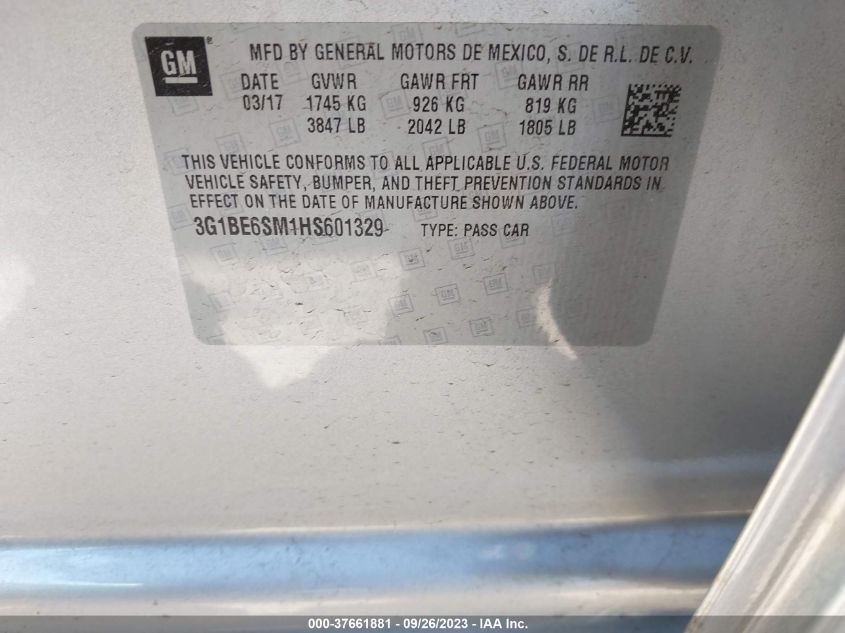 GM
MFD BY GENERAL MOTORS DE MEXICO, S. DE R.L. DE C.V.
DATE GVWR GAWR FRT GAWR RR
03/17 1745 KG 926 KG 819 KG
3847 LB 2042 LB 1805 LB
THIS VEHICLE CONFORMS TO ALL APPLICABLE U.S. FEDERAL MOTOR
VEHICLE SAFETY, BUMPER, AND THEFT PREVENTION STANDARDS IN
EFFECT ON THE DATE OF MANUFACTURE SHOWN ABOVE.
3G1BE6SM1HS601329 TYPE: PASS CAR
000-37661881 - 09/26/2023 - IAA Inc.